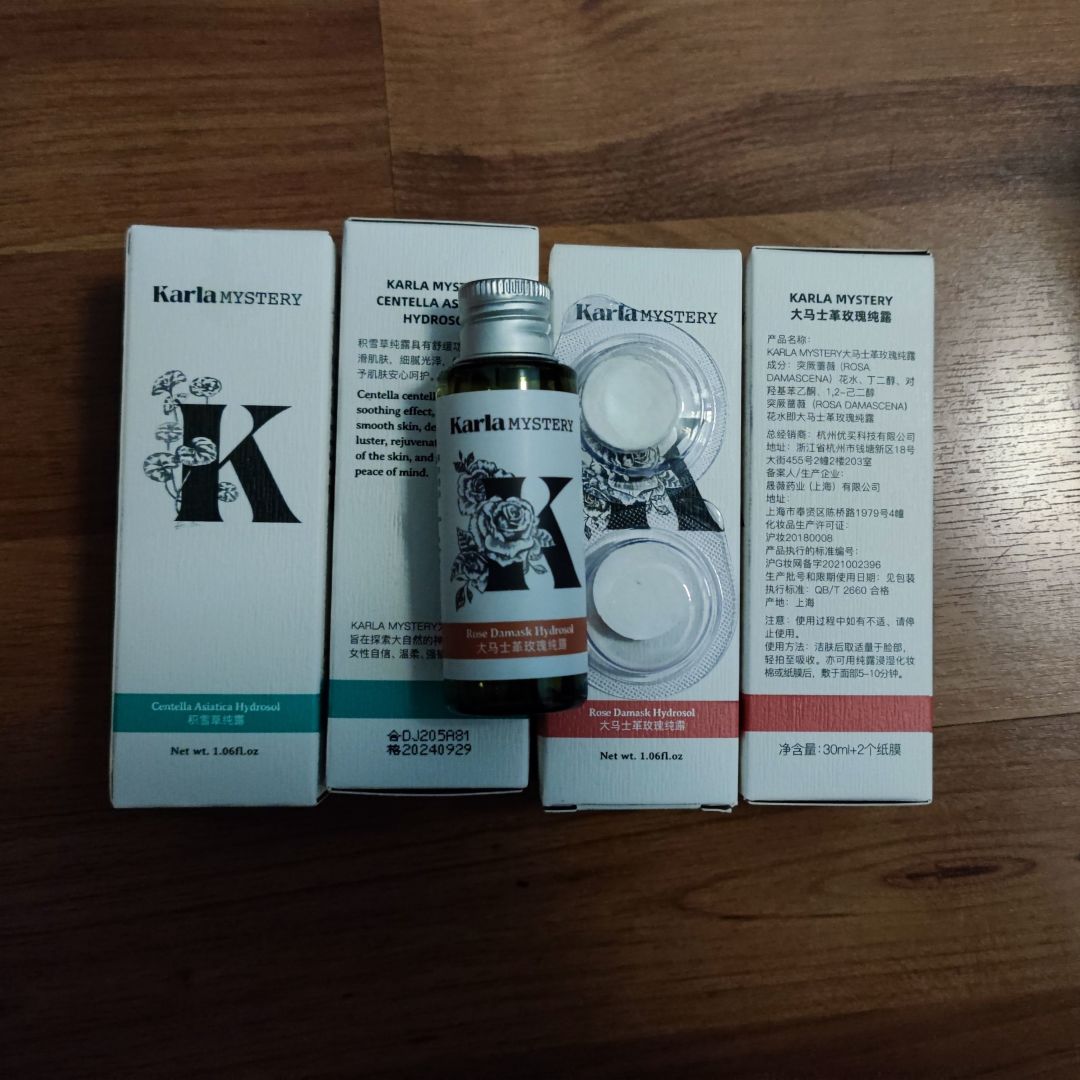 Karla MYSTERY
Centella Asiatica Hydrosol
积雪草纯露
Net wt. 1.06fl.oz
KARLA
CENTELLA
积雪草纯露具有舒缓
滑肌肤、细腻光泽、
予肌肤安心呵护。
Centella
soothing effect,
smooth skin,
luster,
of the skin, and
peace of mind.
KARLA MYSTERY
旨在探索大自然的
女性自信、温柔、
合DJ205A81
格20240929
Karla MYSTERY
Rose Damask Hydrosol
大马士革玫瑰纯露
Karla MYSTERY
Rose Damask Hydrosol
大马士革玫瑰纯露
Net wt. 1.06fl.oz
KARLA MYSTERY
大马士革玫瑰纯露
产品名称：
KARLA MYSTERY大马士革玫瑰纯露
成分：突厥蔷薇（ROSA
DAMASCENA）花水、丁二醇、对
羟基苯乙酮、1,2-己二醇
突厥蔷薇（ROSA DAMASCENA）
花水即大马士革玫瑰纯露
总经销商：杭州优买科技有限公司
地址：浙江省杭州市钱塘新区18号
大街455号2幢2楼203室
备案人/生产企业：
晟薇药业（上海）有限公司
地址：
上海市奉贤区陈桥路1979号4幢
化妆品生产许可证：
沪妆20180008
产品执行的标准编号：
沪G妆网备字2021002396
生产批号和限期使用日期：见包装
执行标准：QB/T 2660 合格
产地：上海
注意：使用过程中如有不适、请停
止使用。
使用方法：洁肤后取适量于脸部，
轻拍至吸收。亦可用纯露浸湿化妆
棉或纸膜后，敷于面部5-10分钟。
净含量：30ml+2个纸膜